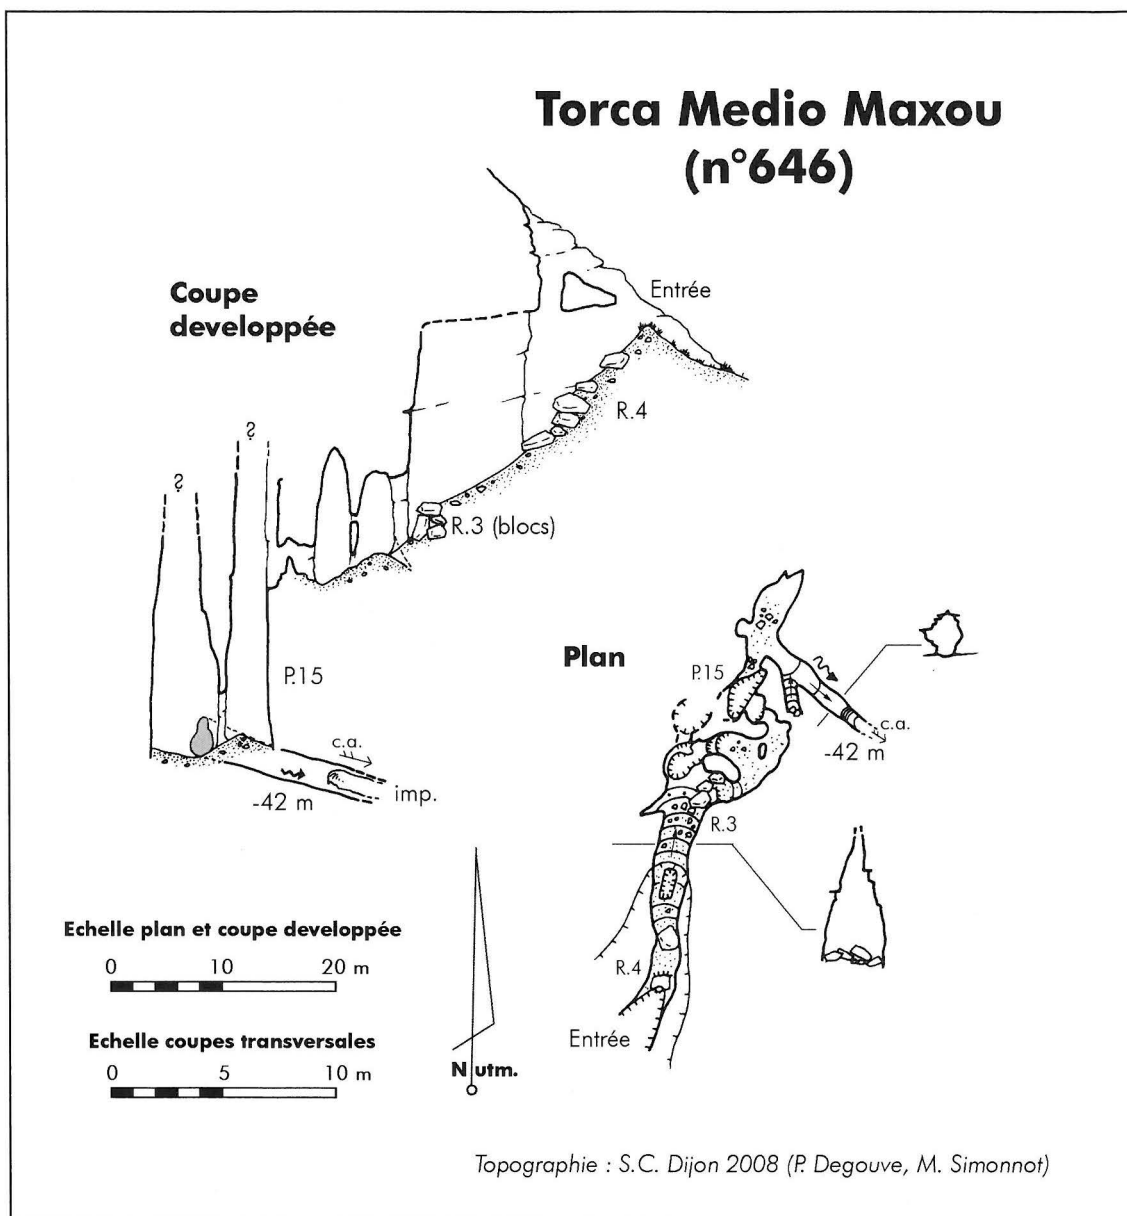 Torca Medio Maxou
(n°646)
Coupe
developpée
Entrée
R.4
R.3 (blocs)
?
?
P.15
c.a.
-42 m
imp.
Plan
P.15
c.a.
-42 m
R.3
R.4
Entrée
Echelle plan et coupe developpée
0 10 20 m
Echelle coupes transversales
0 5 10 m
N utm.
Topographie : S.C. Dijon 2008 (P. Degouve, M. Simonnot)